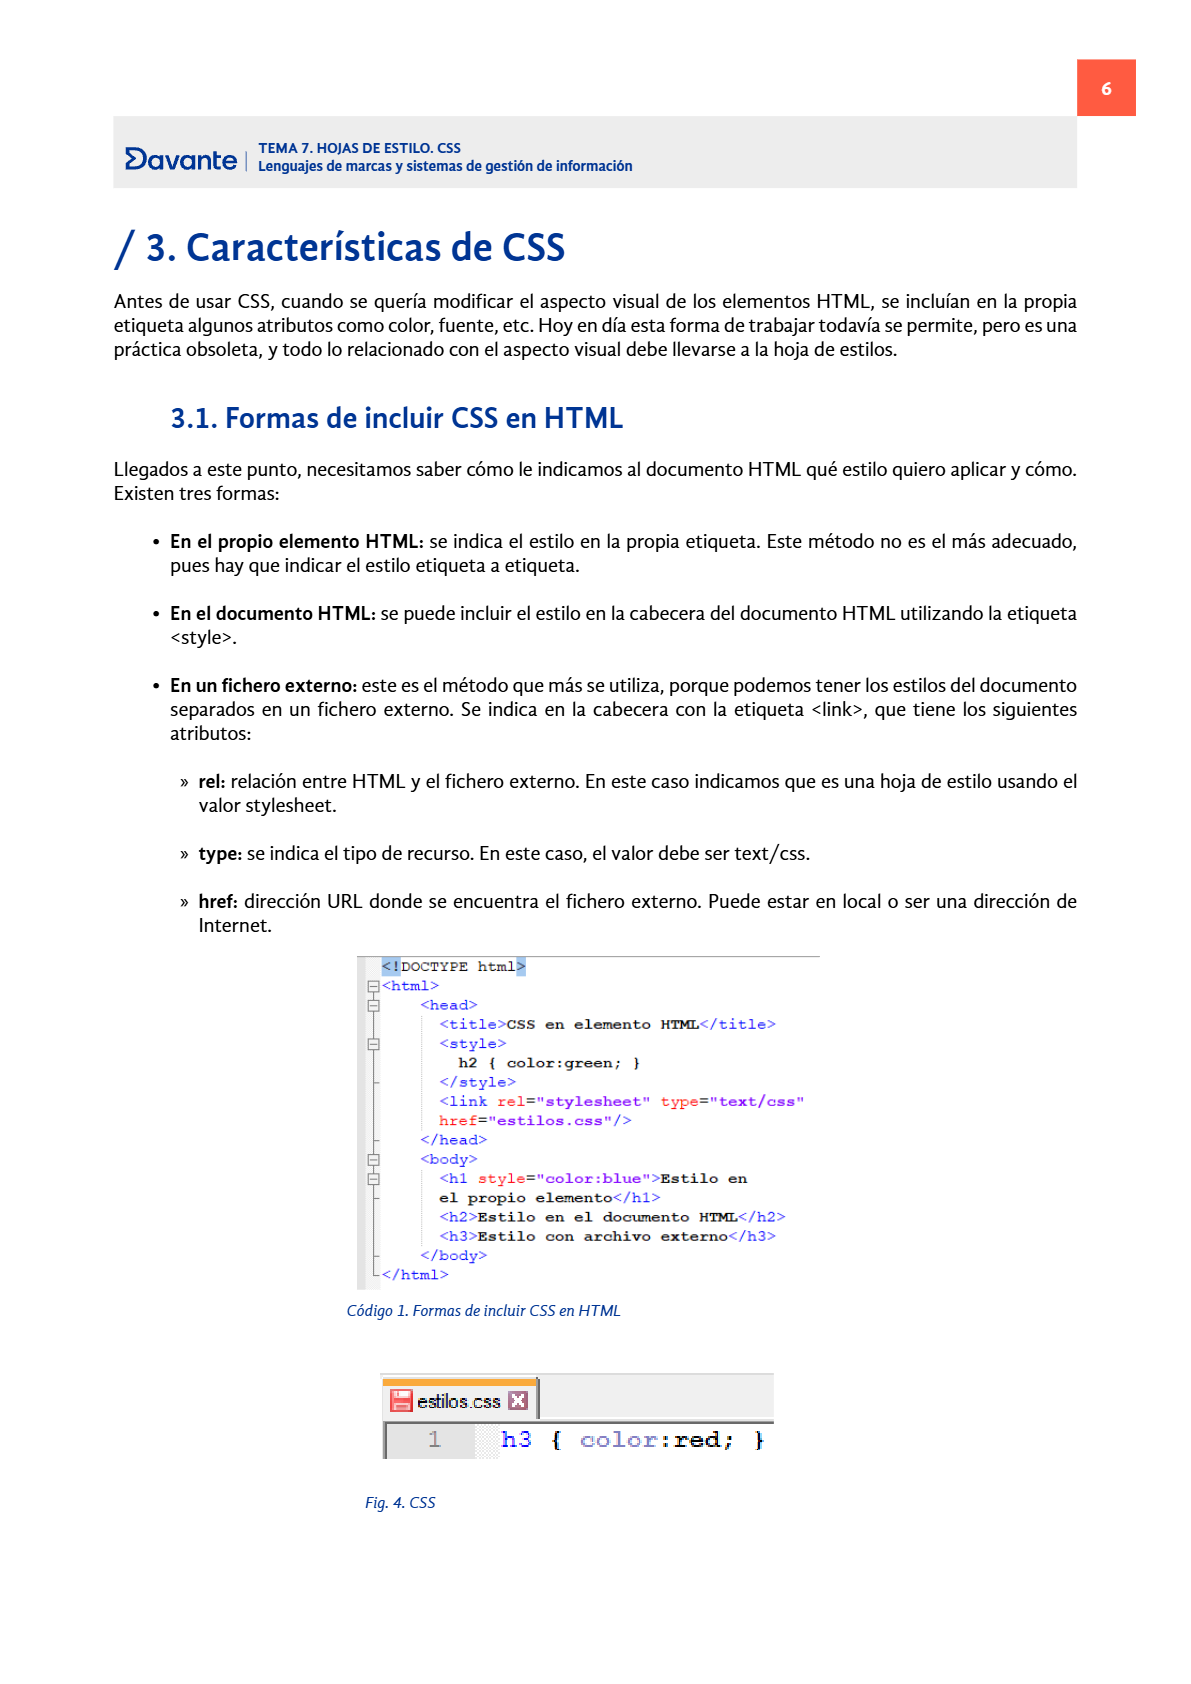 6
Davante
TEMA 7. HOJAS DE ESTILO. CSS
Lenguajes de marcas y sistemas de gestión de información
/ 3. Características de CSS
Antes de usar CSS, cuando se quería modificar el aspecto visual de los elementos HTML, se incluían en la propia
etiqueta algunos atributos como color, fuente, etc. Hoy en día esta forma de trabajar todavía se permite, pero es una
práctica obsoleta, y todo lo relacionado con el aspecto visual debe llevarse a la hoja de estilos.
3.1. Formas de incluir CSS en HTML
Llegados a este punto, necesitamos saber cómo le indicamos al documento HTML qué estilo quiero aplicar y cómo.
Existen tres formas:
• En el propio elemento HTML: se indica el estilo en la propia etiqueta. Este método no es el más adecuado,
pues hay que indicar el estilo etiqueta a etiqueta.
• En el documento HTML: se puede incluir el estilo en la cabecera del documento HTML utilizando la etiqueta
<style>.
• En un fichero externo: este es el método que más se utiliza, porque podemos tener los estilos del documento
separados en un fichero externo. Se indica en la cabecera con la etiqueta <link>, que tiene los siguientes
atributos:
» rel: relación entre HTML y el fichero externo. En este caso indicamos que es una hoja de estilo usando el
valor stylesheet.
» type: se indica el tipo de recurso. En este caso, el valor debe ser text/css.
» href: dirección URL donde se encuentra el fichero externo. Puede estar en local o ser una dirección de
Internet.
<!DOCTYPE html>
<html>
<head>
<title>CSS en elemento HTML</title>
<style>
h2 { color:green; }
</style>
<link rel="stylesheet" type="text/css"
href="estilos.css"/>
</head>
<body>
<h1 style="color:blue">Estilo en
el propio elemento</h1>
<h2>Estilo en el documento HTML</h2>
<h3>Estilo con archivo externo</h3>
</body>
</html>
Código 1. Formas de incluir CSS en HTML
estilos.css
1 h3 { color:red; }
Fig. 4. CSS